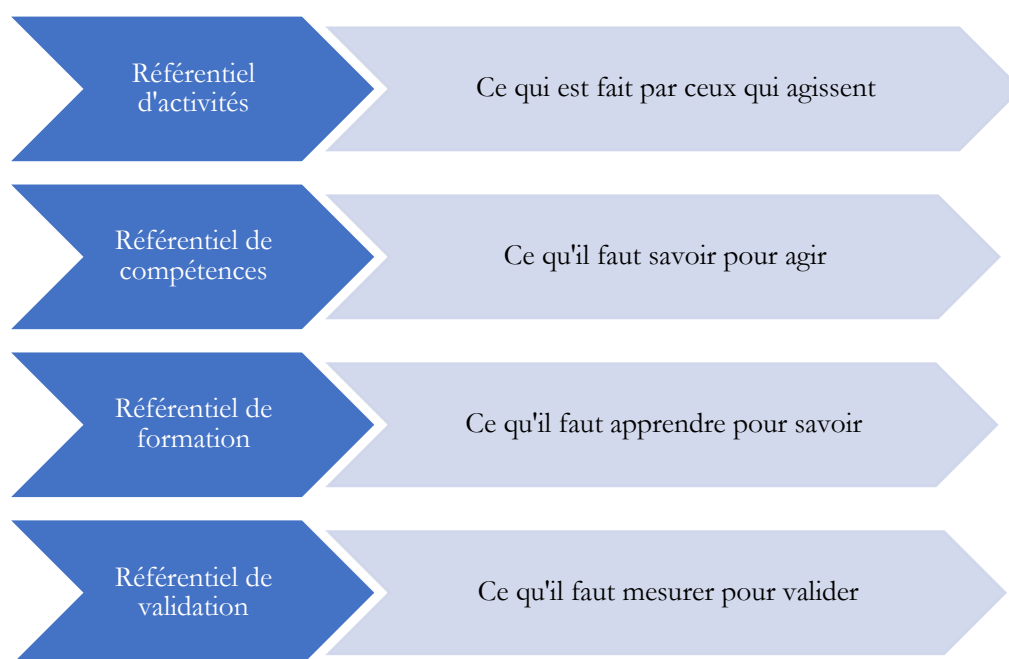 Référentiel
d'activités
Ce qui est fait par ceux qui agissent
Référentiel de
compétences
Ce qu'il faut savoir pour agir
Référentiel de
formation
Ce qu'il faut apprendre pour savoir
Référentiel de
validation
Ce qu'il faut mesurer pour valider